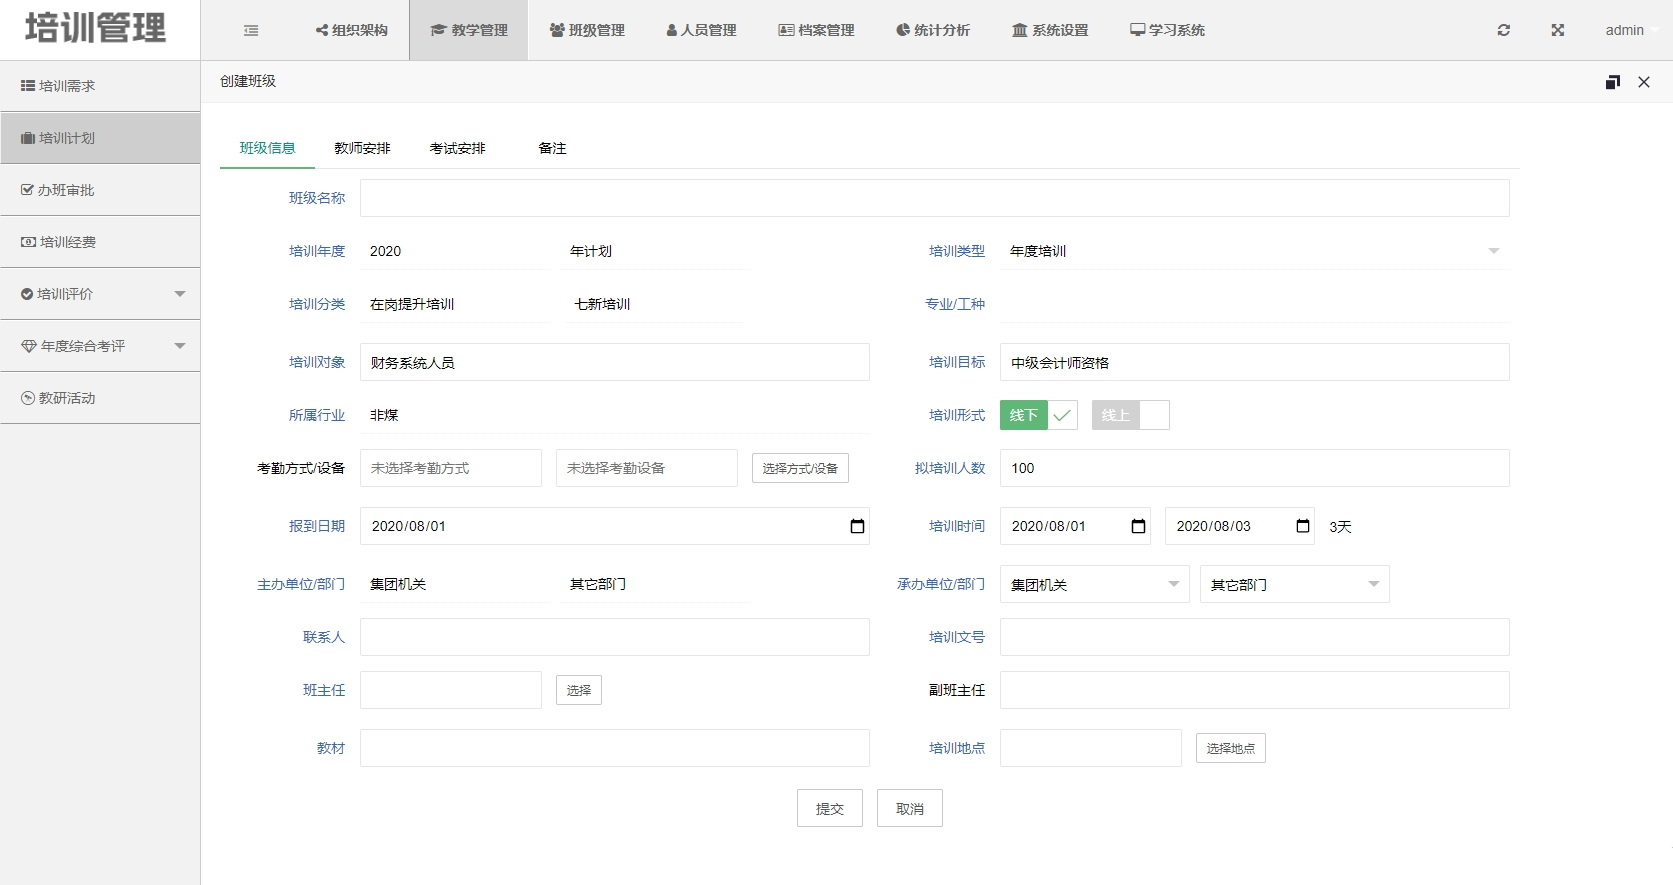 培训管理
组织架构 教学管理 班级管理 人员管理 档案管理 统计分析 系统设置 学习系统 admin
培训需求
培训计划
办班审批
培训经费
培训评价
年度综合考评
教研活动
创建班级
班级信息 教师安排 考试安排 备注
班级名称
培训年度 2020 年计划 培训类型 年度培训
培训分类 在岗提升培训 七新培训 专业/工种
培训对象 财务系统人员 培训目标 中级会计师资格
所属行业 非煤 培训形式 线下 线上
考勤方式/设备 未选择考勤方式 未选择考勤设备 选择方式/设备 拟培训人数 100
报到日期 2020/08/01 培训时间 2020/08/01 2020/08/03 3天
主办单位/部门 集团机关 其它部门 承办单位/部门 集团机关 其它部门
联系人 培训文号
班主任 选择 副班主任
教材 培训地点 选择地点
提交 取消